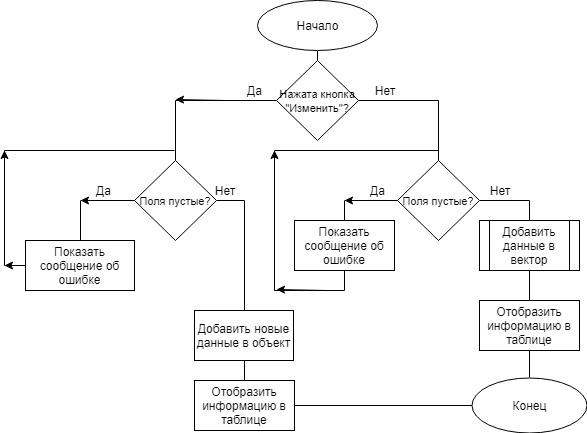 Начало
Нажата кнопка
"Изменить"?
Да
Нет
Поля пустые?
Да
Нет
Показать
сообщение об
ошибке
Добавить новые
данные в объект
Отобразить
информацию в
таблице
Поля пустые?
Да
Нет
Показать
сообщение об
ошибке
Добавить
данные в
вектор
Отобразить
информацию в
таблице
Конец